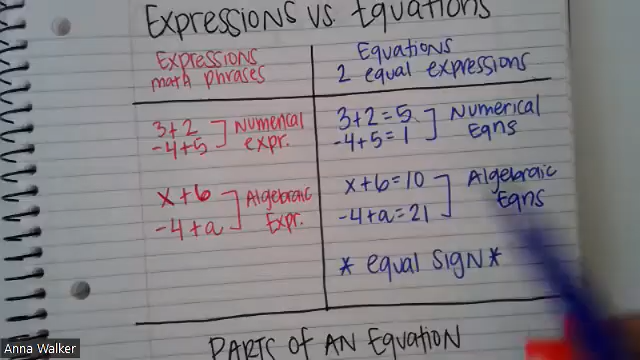 Expressions vs. Equations
Expressions
math phrases
3+2
-4+5
Numerical
expr.
x+6
-4+a
Algebraic
Expr.
Equations
2 equal expressions
3+2=5
-4+5=1
Numerical
Eqns
x+6=10
-4+a=21
Algebraic
Eqns
* equal sign *
PARTS OF AN Equation
Anna Walker